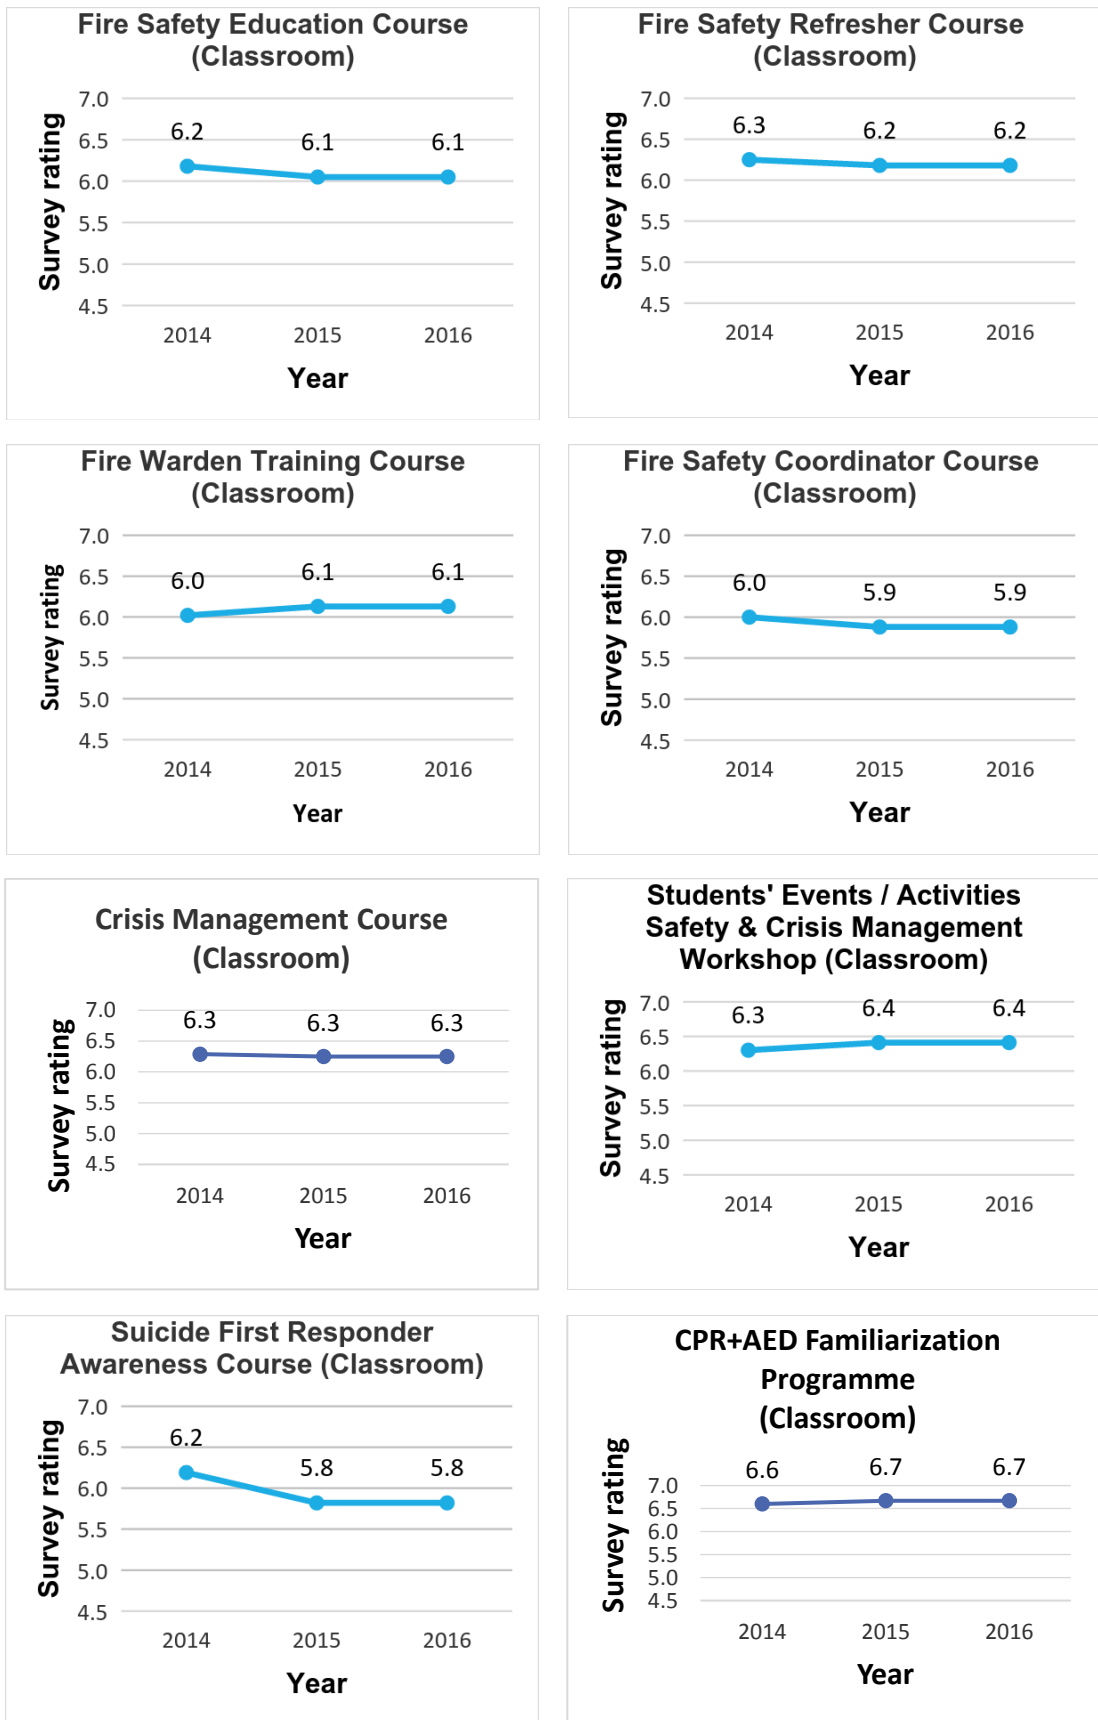 Fire Safety Education Course
(Classroom)
Survey rating
7.0
6.5
6.0
5.5
5.0
4.5
6.2
6.1
6.1
2014
2015
2016
Year
Fire Safety Refresher Course
(Classroom)
Survey rating
7.0
6.5
6.0
5.5
5.0
4.5
6.3
6.2
6.2
2014
2015
2016
Year
Fire Warden Training Course
(Classroom)
Survey rating
7.0
6.5
6.0
5.5
5.0
4.5
6.0
6.1
6.1
2014
2015
2016
Year
Fire Safety Coordinator Course
(Classroom)
Survey rating
7.0
6.5
6.0
5.5
5.0
4.5
6.0
5.9
5.9
2014
2015
2016
Year
Crisis Management Course
(Classroom)
Survey rating
7.0
6.5
6.0
5.5
5.0
4.5
6.3
6.3
6.3
2014
2015
2016
Year
Students' Events / Activities
Safety & Crisis Management
Workshop (Classroom)
Survey rating
7.0
6.5
6.0
5.5
5.0
4.5
6.3
6.4
6.4
2014
2015
2016
Year
Suicide First Responder
Awareness Course (Classroom)
Survey rating
7.0
6.5
6.0
5.5
5.0
4.5
6.2
5.8
5.8
2014
2015
2016
Year
CPR+AED Familiarization
Programme
(Classroom)
Survey rating
7.0
6.5
6.0
5.5
5.0
4.5
6.6
6.7
6.7
2014
2015
2016
Year